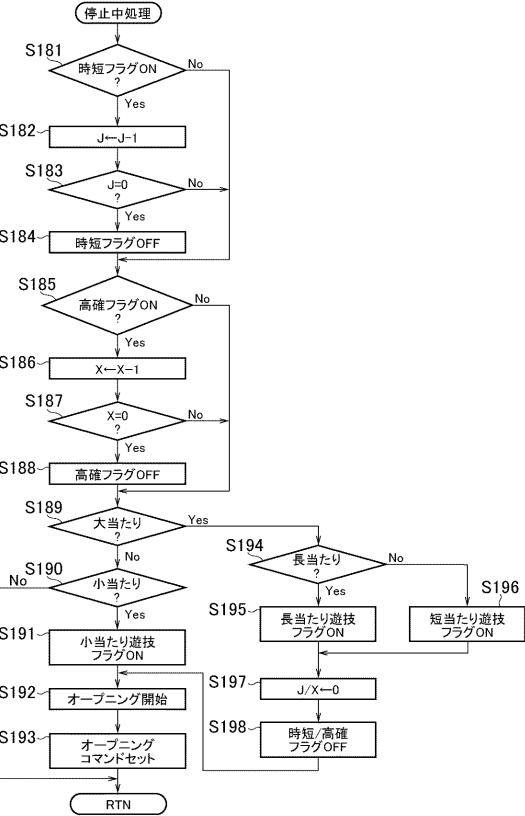 停止中処理
S181
時短フラグON
?
No
Yes
S182
J←J-1
S183
J=0
?
No
Yes
S184
時短フラグOFF
S185
高確フラグON
?
No
Yes
S186
X←X-1
S187
X=0
?
No
Yes
S188
高確フラグOFF
S189
大当たり
?
Yes
No
S190
小当たり
?
No
Yes
S191
小当たり遊技
フラグON
S192
オープニング開始
S193
オープニング
コマンドセット
RTN
S194
長当たり
?
No
Yes
S195
長当たり遊技
フラグON
S196
短当たり遊技
フラグON
S197
J/X←0
S198
時短/高確
フラグOFF